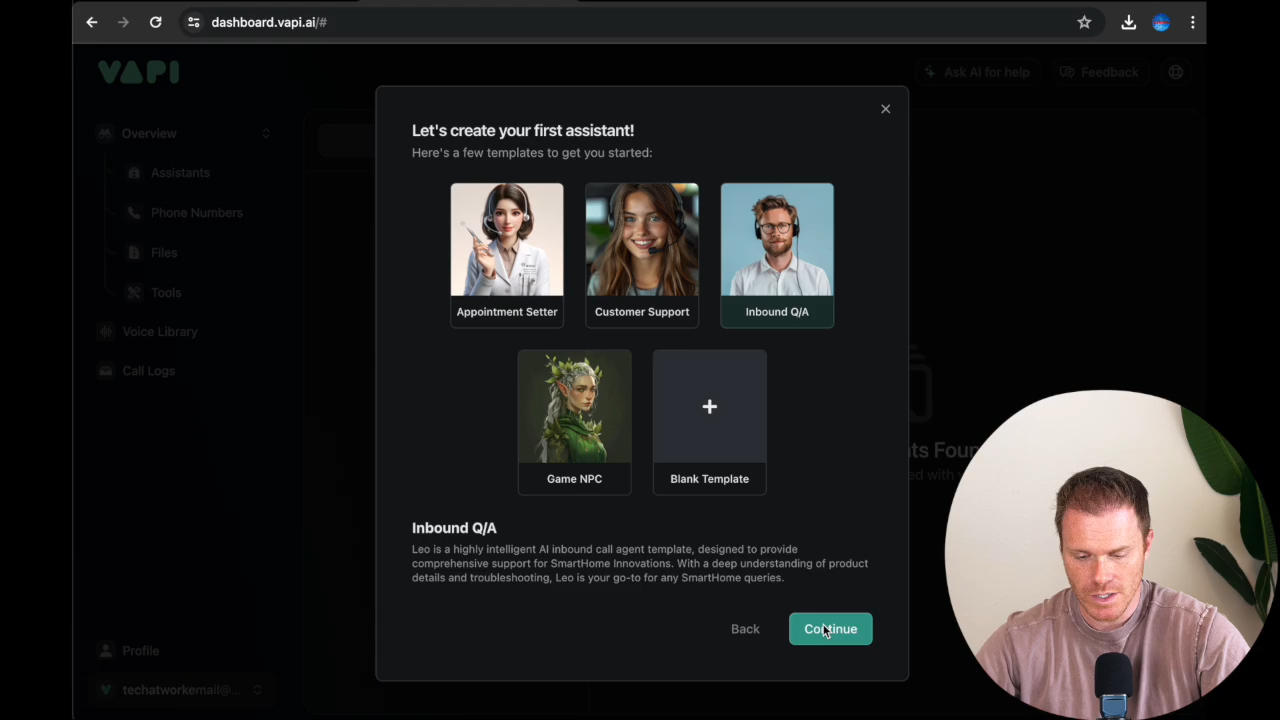 dashboard.vapi.ai/#
VAPI
Ask AI for help
Feedback
Overview
Assistants
Phone Numbers
Files
Tools
Voice Library
Call Logs
Profile
techatworkemail@...
Let's create your first assistant!
Here's a few templates to get you started:
Appointment Setter
Customer Support
Inbound Q/A
Game NPC
Blank Template
Inbound Q/A
Leo is a highly intelligent AI inbound call agent template, designed to provide
comprehensive support for SmartHome Innovations. With a deep understanding of product
details and troubleshooting, Leo is your go-to for any SmartHome queries.
Back
Continue